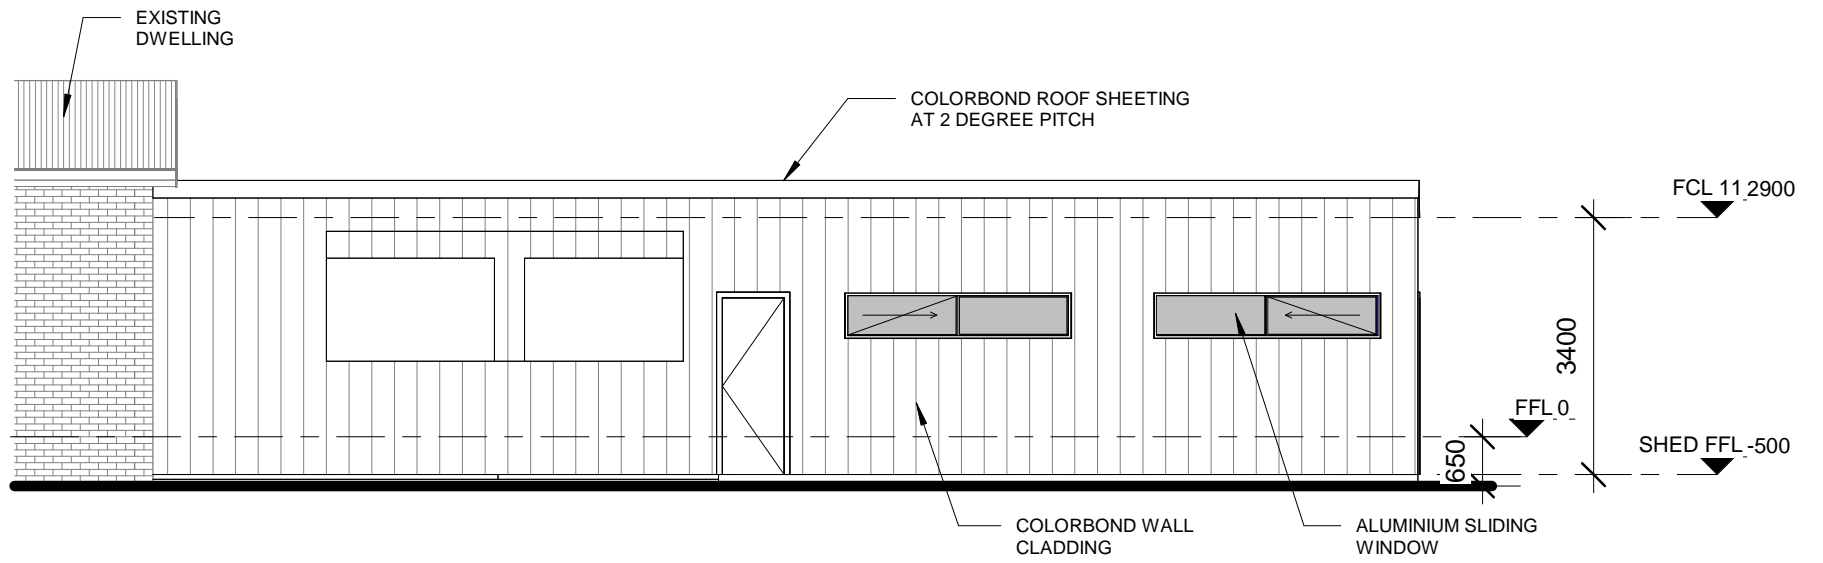 EXISTING
DWELLING
COLORBOND ROOF SHEETING
AT 2 DEGREE PITCH
FCL 11 2900
3400
FFL 0
650
SHED FFL -500
COLORBOND WALL
CLADDING
ALUMINIUM SLIDING
WINDOW